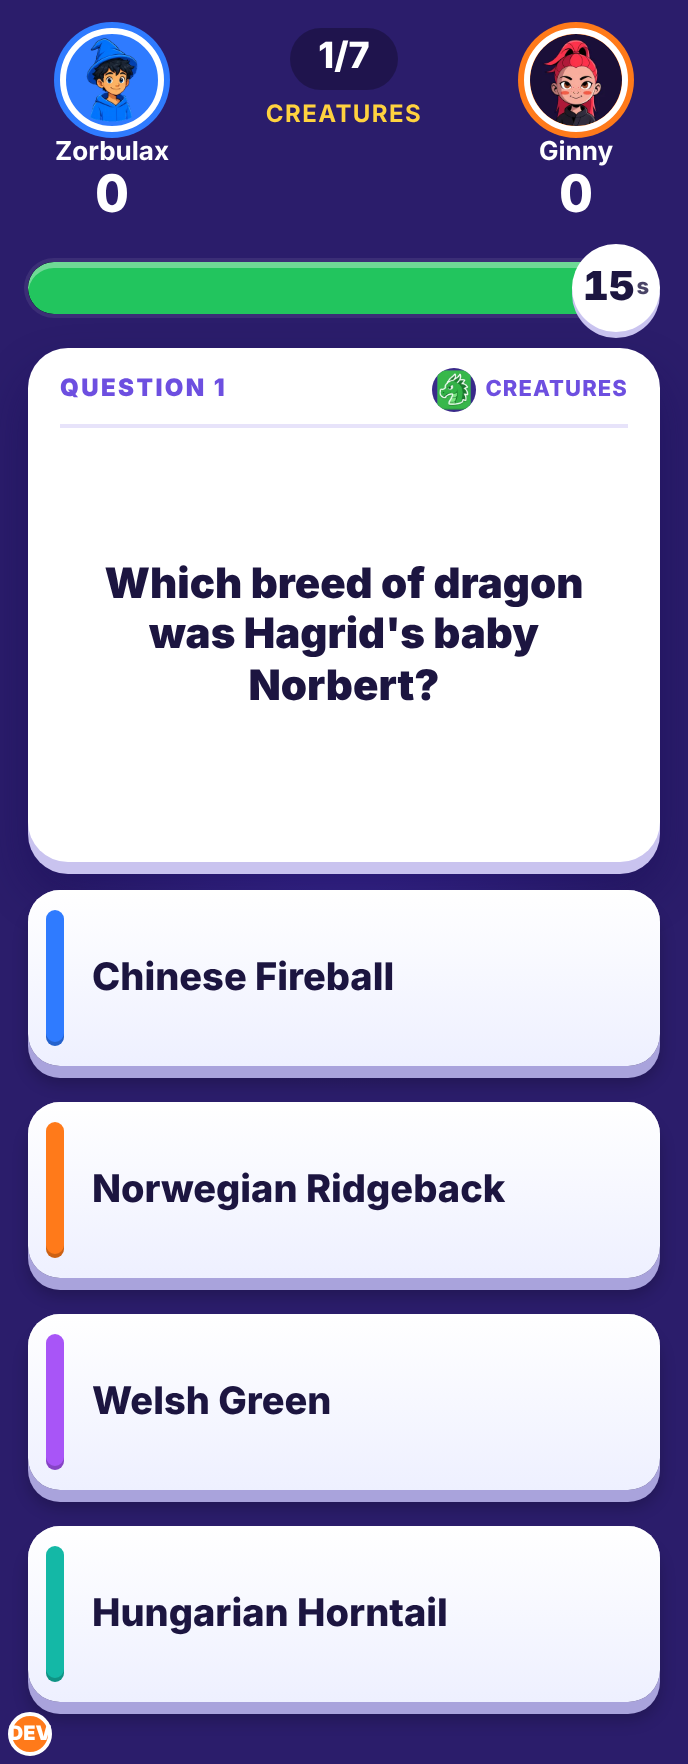 1/7
CREATURES
Zorbulax
0
Ginny
0
15s
QUESTION 1
CREATURES
Which breed of dragon
was Hagrid's baby
Norbert?
Chinese Fireball
Norwegian Ridgeback
Welsh Green
Hungarian Horntail
DEV